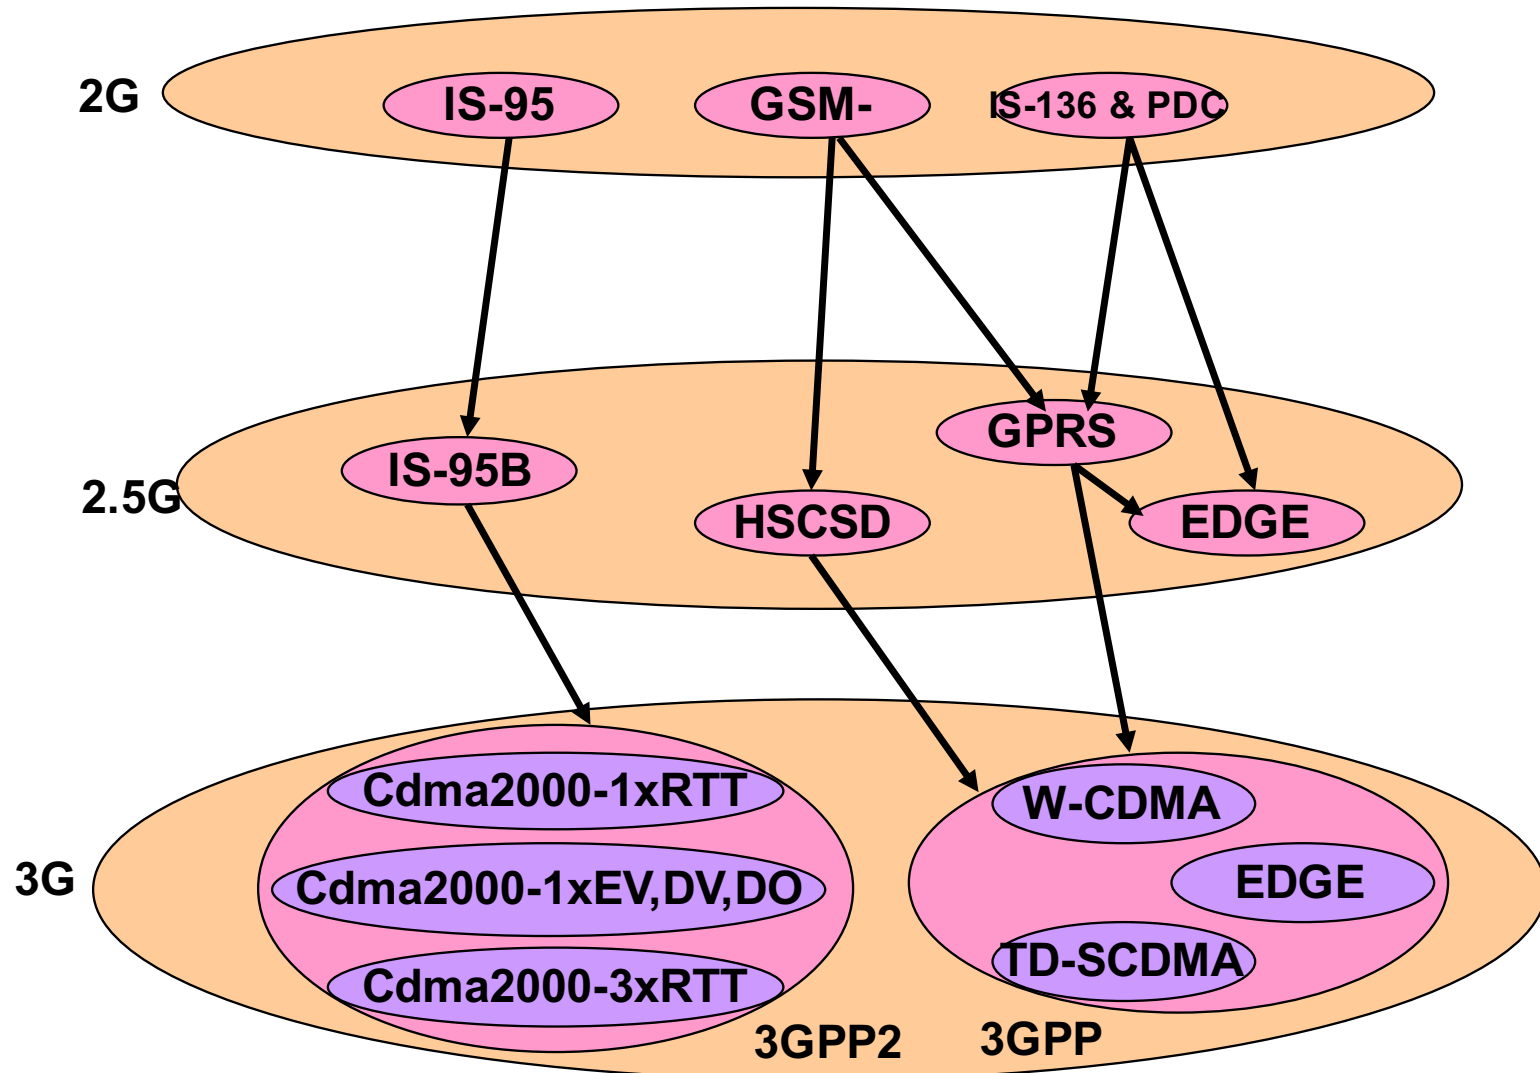 2G
IS-95
GSM-
IS-136 & PDC
2.5G
IS-95B
GPRS
HSCSD
EDGE
3G
Cdma2000-1xRTT
Cdma2000-1xEV,DV,DO
Cdma2000-3xRTT
W-CDMA
EDGE
TD-SCDMA
3GPP2
3GPP